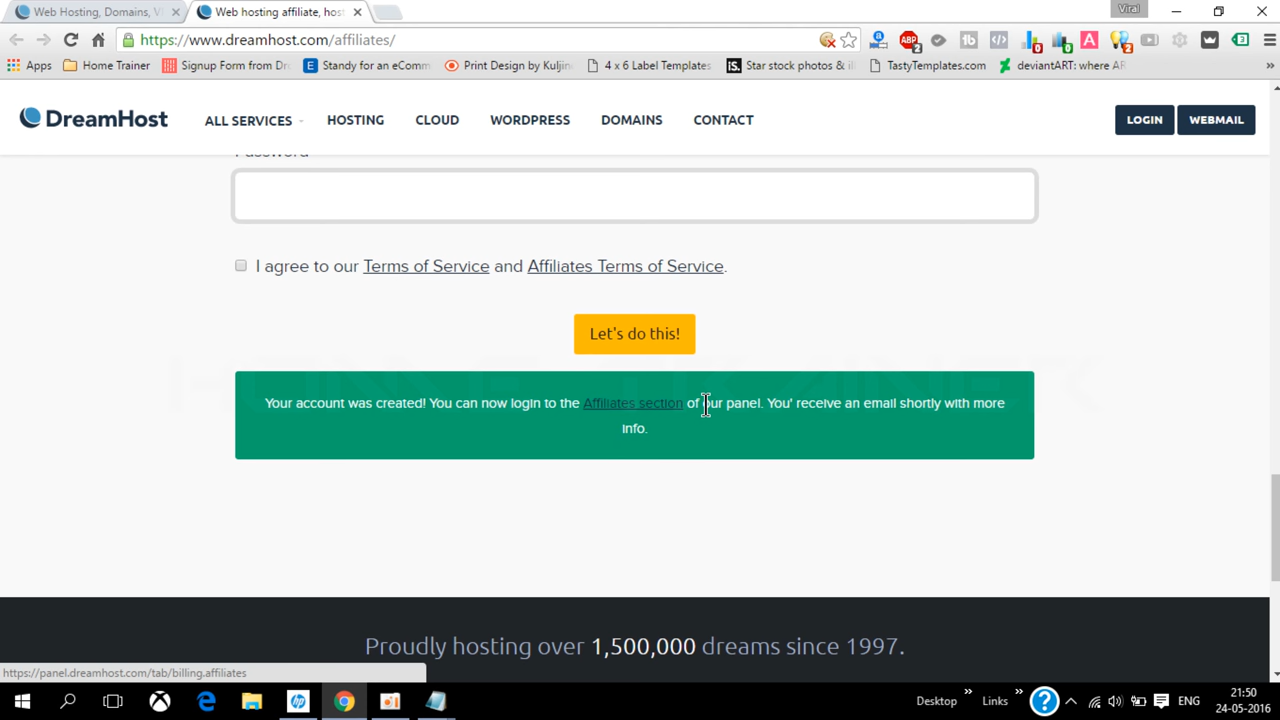 Web Hosting, Domains, V
Web hosting affiliate, host
Viral
https://www.dreamhost.com/affiliates/
Apps
Home Trainer
Signup Form from Dr
Standy for an eComm
Print Design by Kuljin
4 x 6 Label Templates
Star stock photos & il
TastyTemplates.com
deviantART: where AR
DreamHost
ALL SERVICES
HOSTING
CLOUD
WORDPRESS
DOMAINS
CONTACT
LOGIN
WEBMAIL
Password
I agree to our Terms of Service and Affiliates Terms of Service.
Let's do this!
Your account was created! You can now login to the Affiliates section of our panel. You' receive an email shortly with more
info.
Proudly hosting over 1,500,000 dreams since 1997.
https://panel.dreamhost.com/tab/billing.affiliates
Desktop
Links
ENG
21:50
24-05-2016